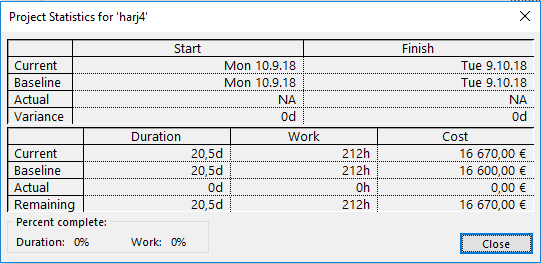 Project Statistics for 'harj4'
Start Finish
Current Mon 10.9.18 Tue 9.10.18
Baseline Mon 10.9.18 Tue 9.10.18
Actual NA NA
Variance 0d 0d
Duration Work Cost
Current 20,5d 212h 16 670,00 €
Baseline 20,5d 212h 16 600,00 €
Actual 0d 0h 0,00 €
Remaining 20,5d 212h 16 670,00 €
Percent complete:
Duration: 0% Work: 0%
Close